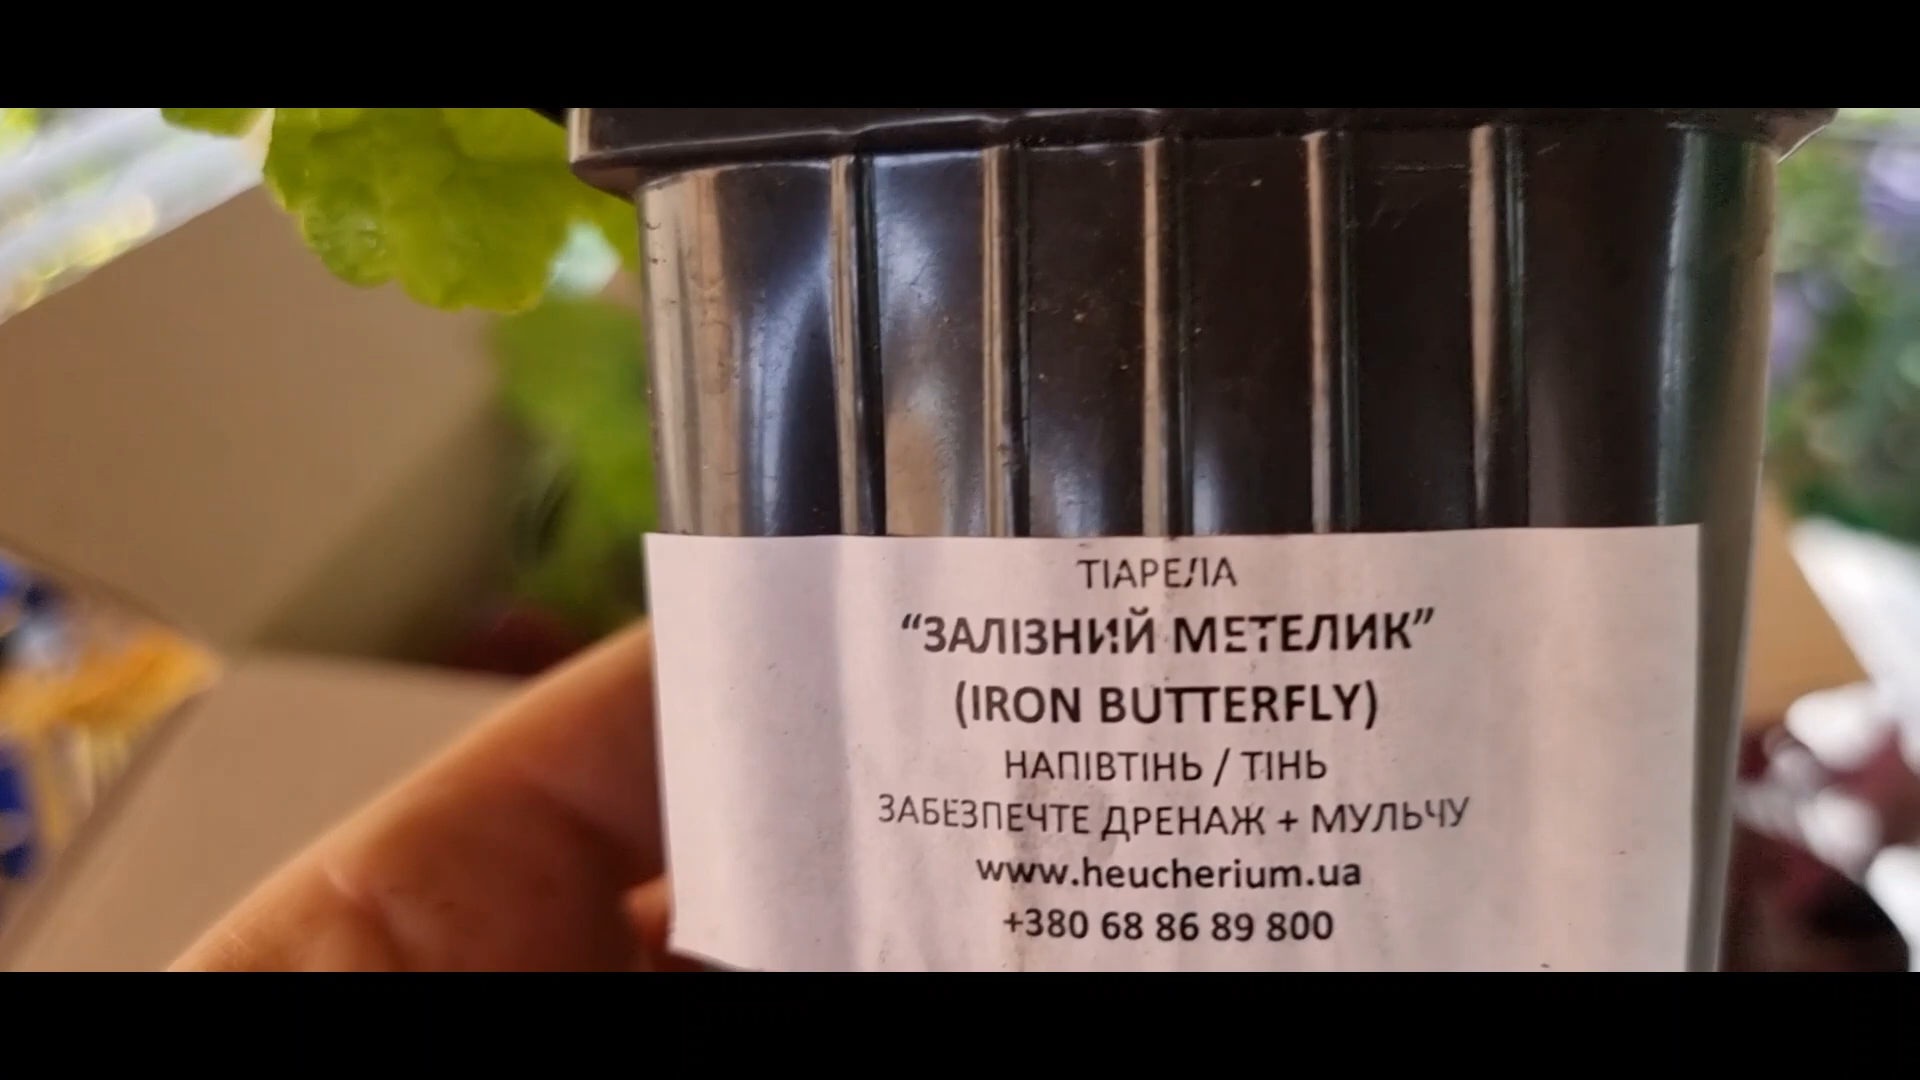 ТІАРЕЛА
“ЗАЛІЗНИЙ МЕТЕЛИК”
(IRON BUTTERFLY)
НАПІВТІНЬ / ТІНЬ
ЗАБЕЗПЕЧТЕ ДРЕНАЖ + МУЛЬЧУ
www.heucherium.ua
+380 68 86 89 800